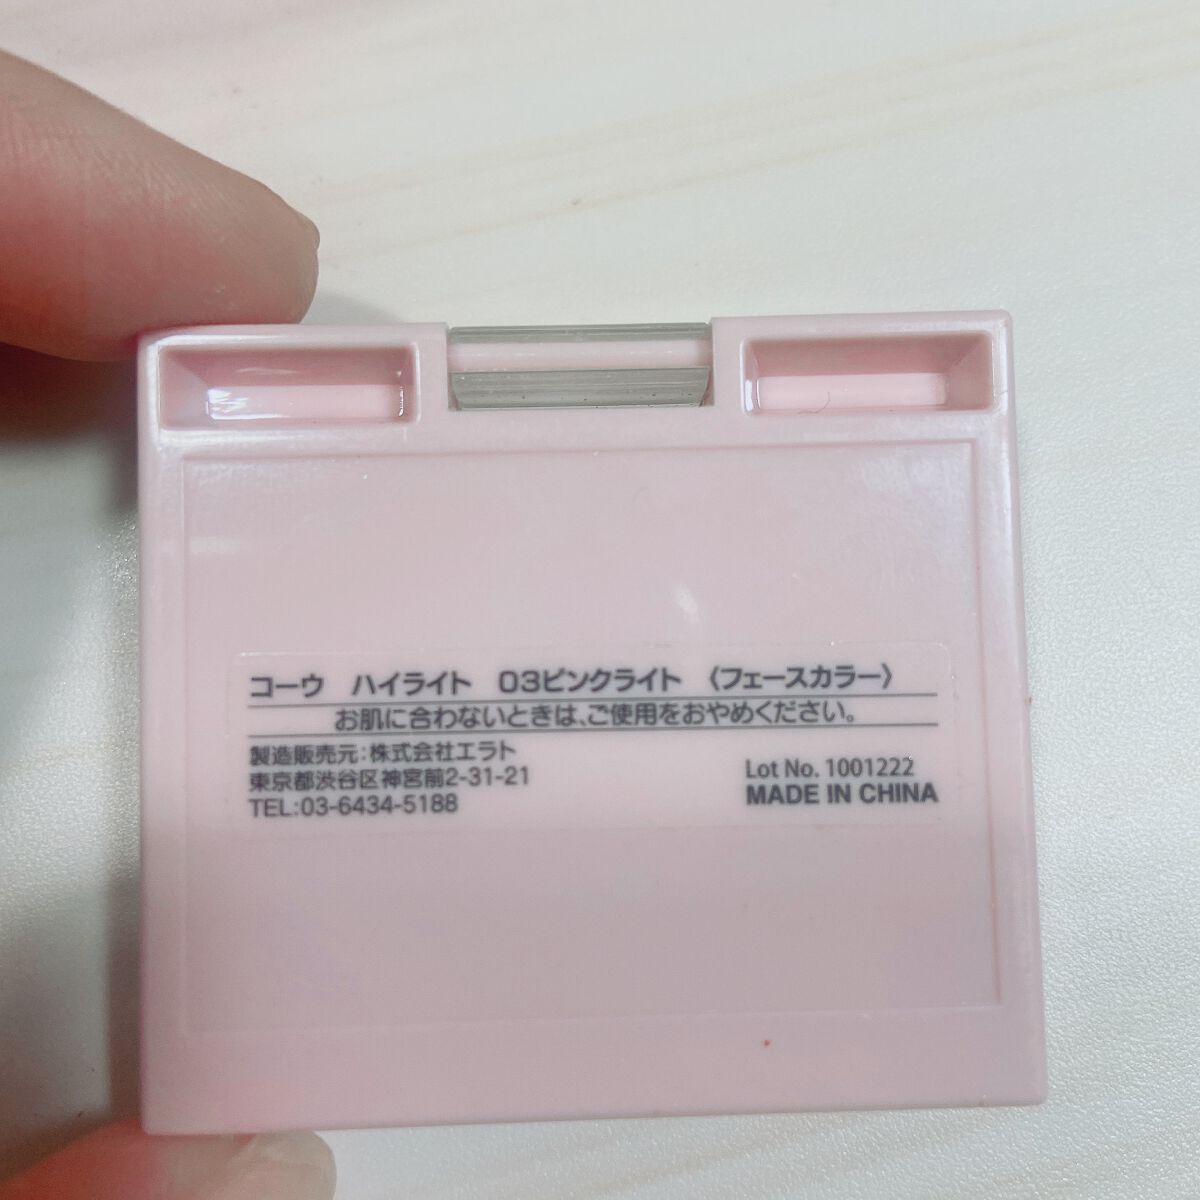 コーウ ハイライト 03ピンクライト 〈フェースカラー〉
お肌に合わないときは､ご使用をおやめください。
製造販売元:株式会社エラト
東京都渋谷区神宮前2-31-21
TEL:03-6434-5188
Lot No. 1001222
MADE IN CHINA